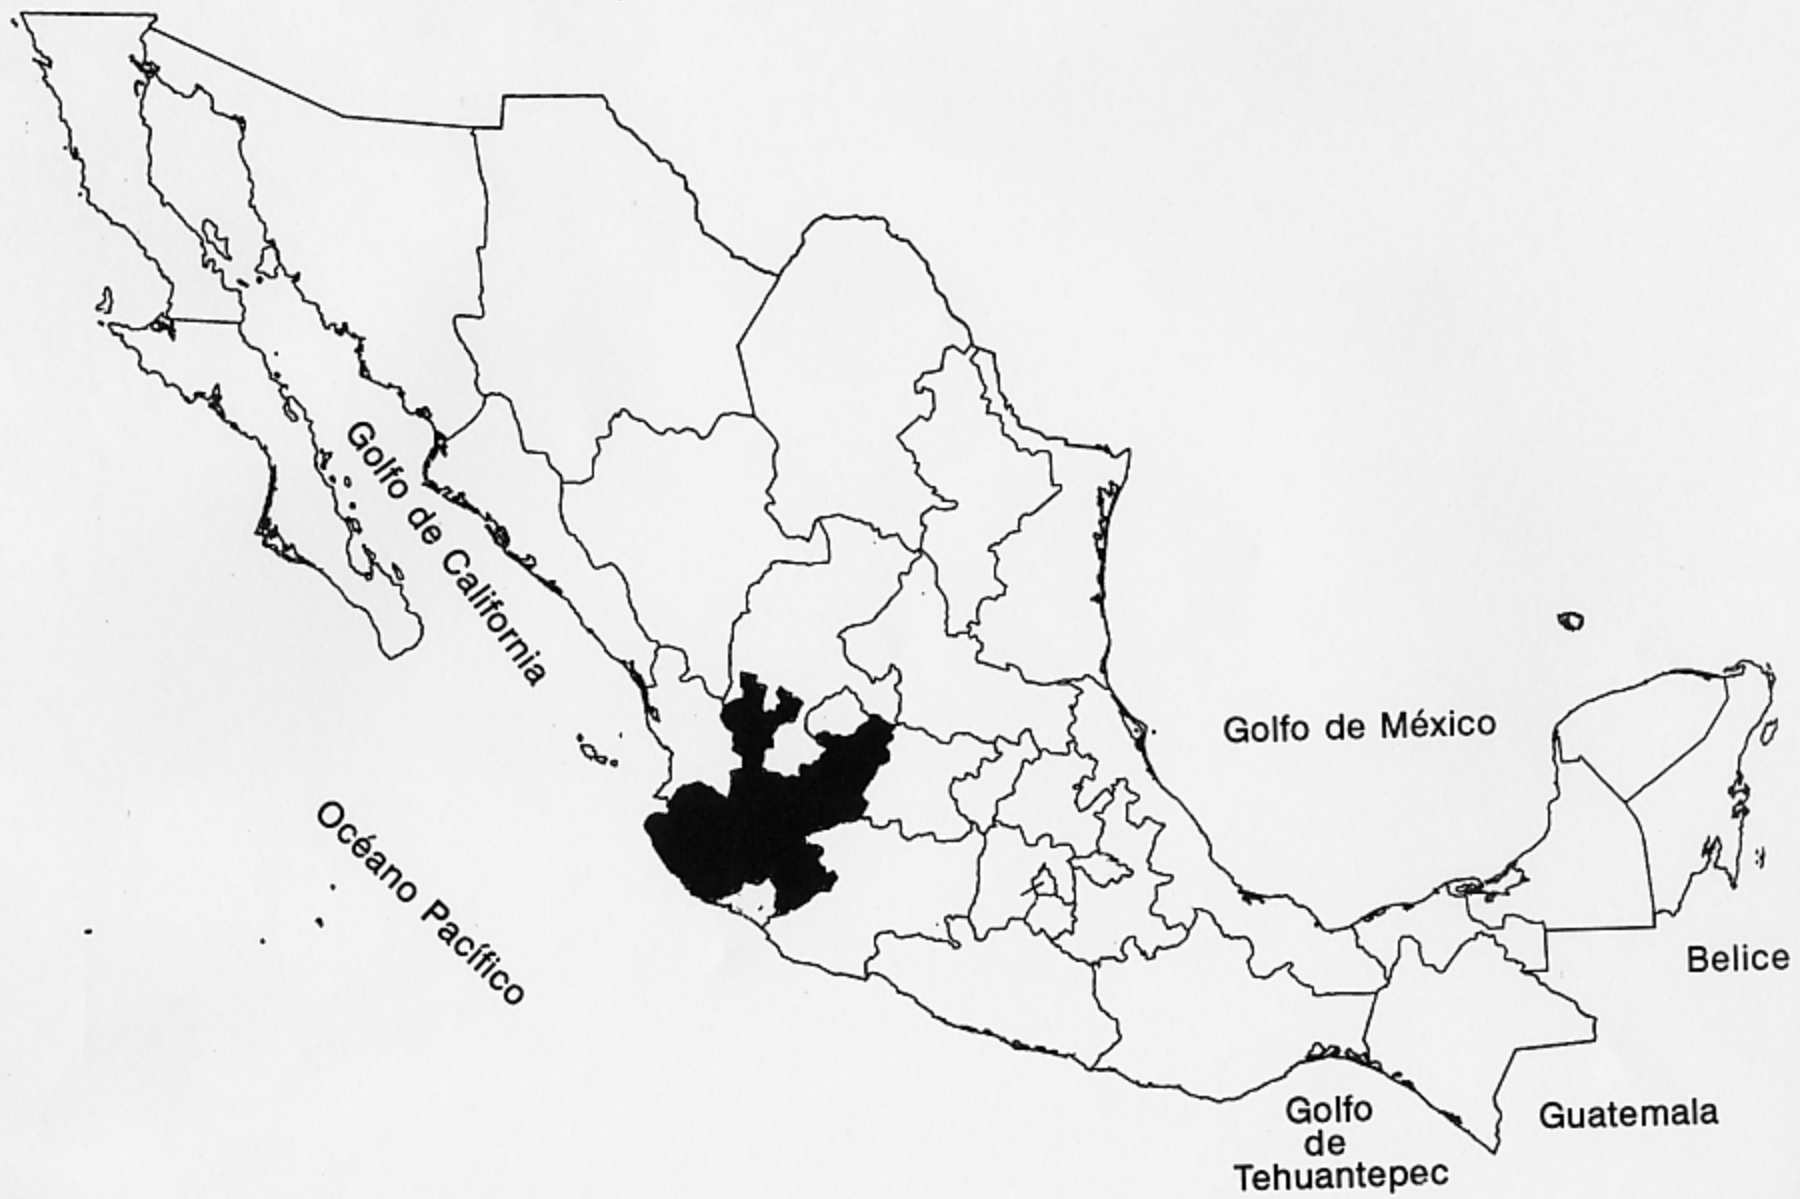 Golfo de California
Golfo de México
Océano Pacífico
Belice
Golfo
de
Tehuantepec
Guatemala